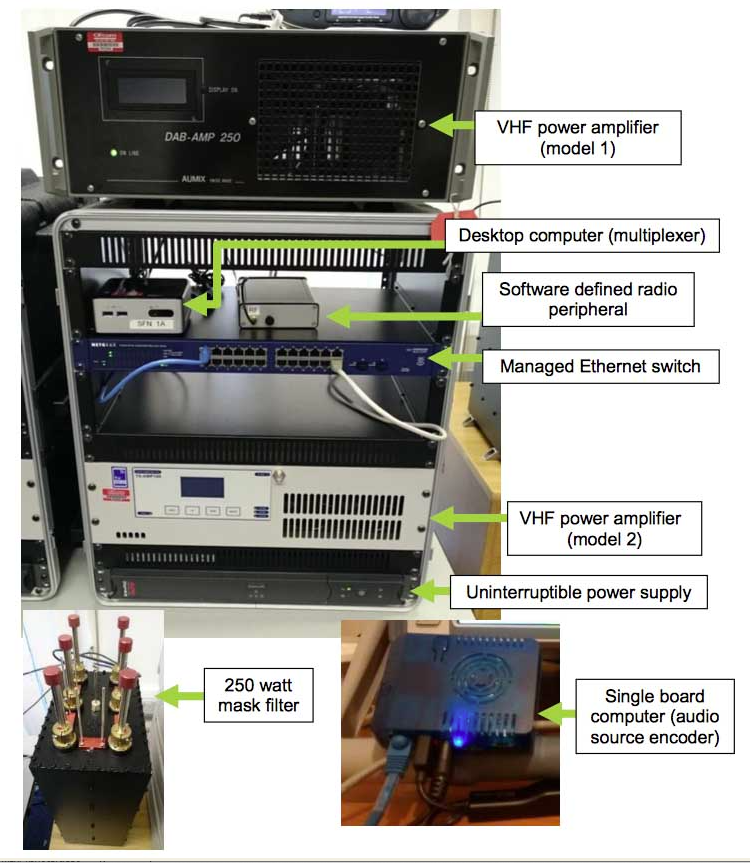 DISPLAY ON
DAB-AMP 250
ON LINE
AUMIX
VHF power amplifier
(model 1)
Desktop computer (multiplexer)
Software defined radio
peripheral
RF
SFN 1A
NETGEAR
Managed Ethernet switch
VHF power amplifier
(model 2)
Uninterruptible power supply
250 watt
mask filter
Single board
computer (audio
source encoder)